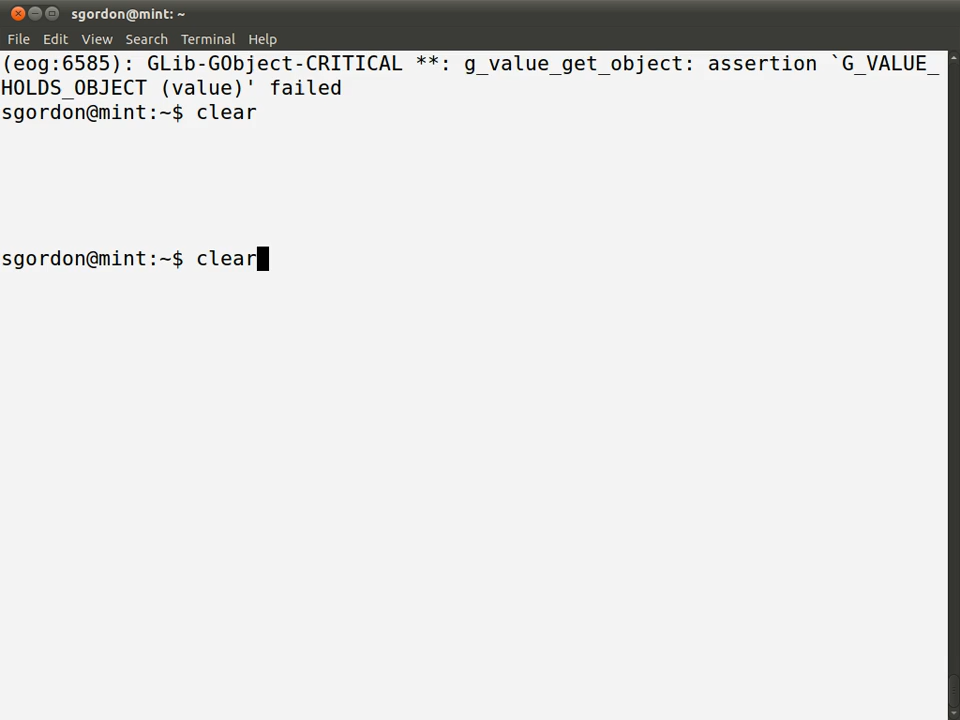 sgordon@mint: ~
File Edit View Search Terminal Help
(eog:6585): GLib-GObject-CRITICAL **: g_value_get_object: assertion `G_VALUE_
HOLDS_OBJECT (value)' failed
sgordon@mint:~$ clear
sgordon@mint:~$ clear